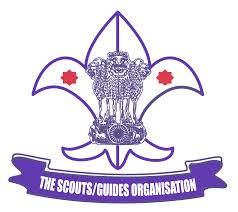 THE SCOUTS/GUIDES ORGANISATION